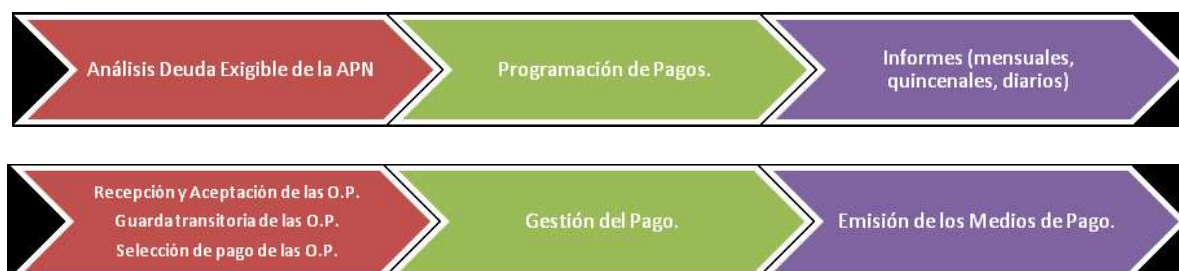 Análisis Deuda Exigible de la APN
Programación de Pagos.
Informes (mensuales,
quincenales, diarios)
Recepción y Aceptación de las O.P.
Guarda transitoria de las O.P.
Selección de pago de las O.P.
Gestión del Pago.
Emisión de los Medios de Pago.